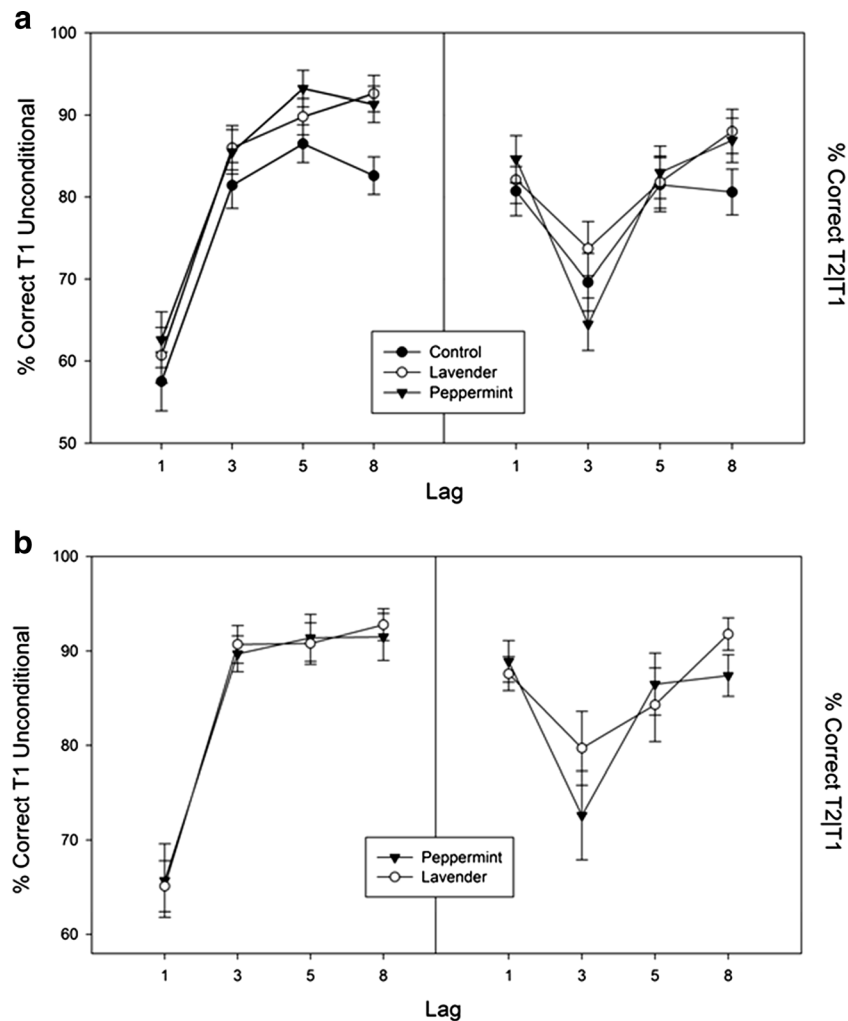 a
100
90
80
70
60
50
% Correct T1 Unconditional
% Correct T2|T1
Control
Lavender
Peppermint
1 3 5 8 1 3 5 8
Lag
b
100
90
80
70
60
% Correct T1 Unconditional
% Correct T2|T1
Peppermint
Lavender
1 3 5 8 1 3 5 8
Lag